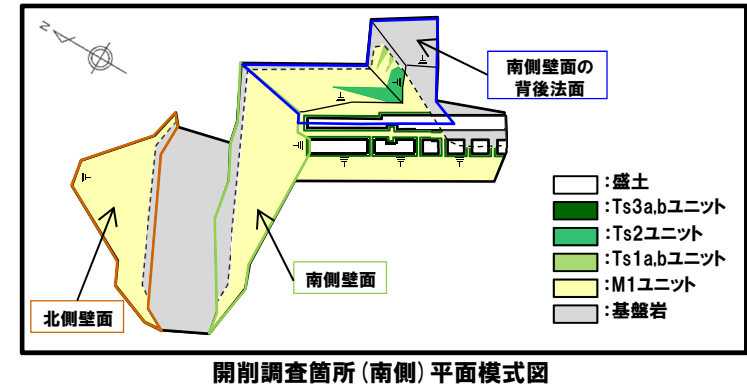 N
南側壁面の
背後法面
:盛土
:Ts3a,bユニット
:Ts2ユニット
:Ts1a,bユニット
:M1ユニット
:基盤岩
南側壁面
北側壁面
開削調査箇所(南側)平面模式図